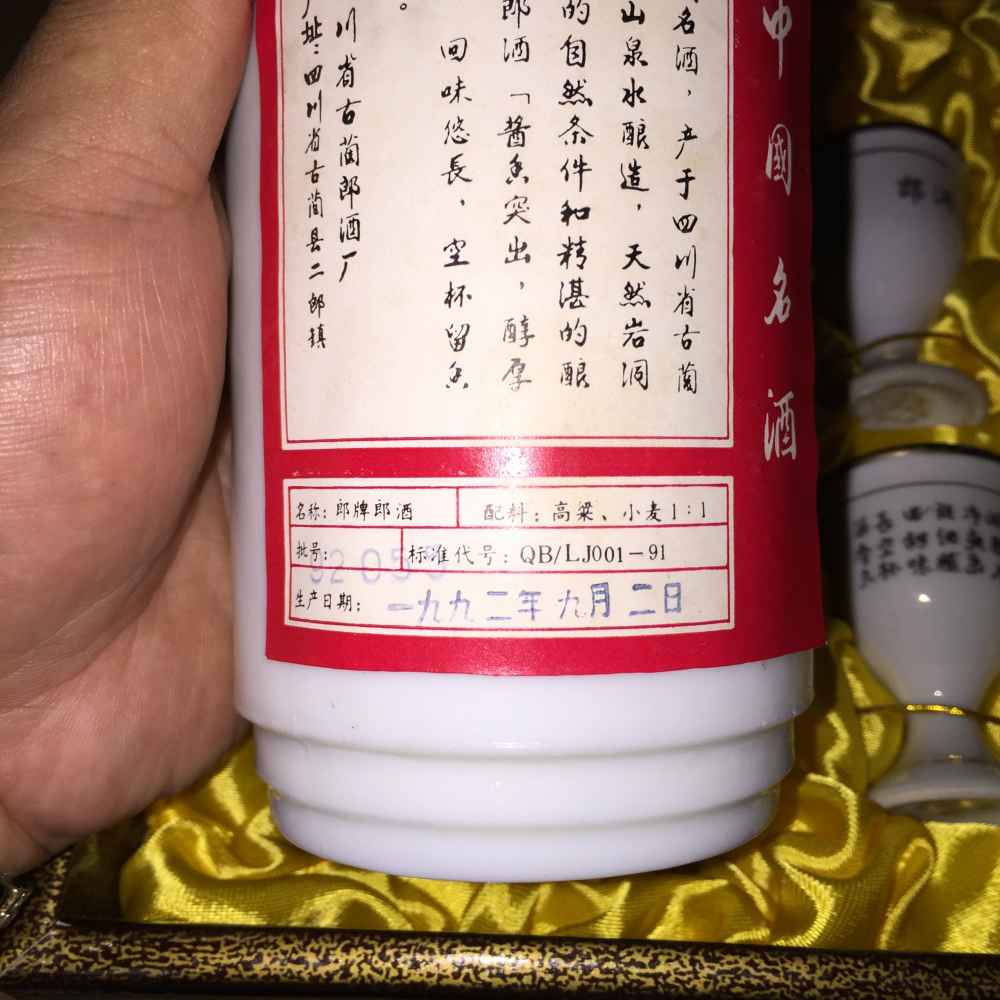 中國名酒
名酒，产于四川省古蔺
山泉水酿造，天然岩洞
的自然条件和精湛的酿
郎酒「酱香突出，醇厚
回味悠長，空杯留香
。
川省古蔺郎酒厂
址：四川省古蔺县二郎镇
名称：郎牌郎酒
配料：高粱、小麦1：1
批号：
标准代号：QB/LJ001－91
生产日期：一九九二年九月二日
郎酒